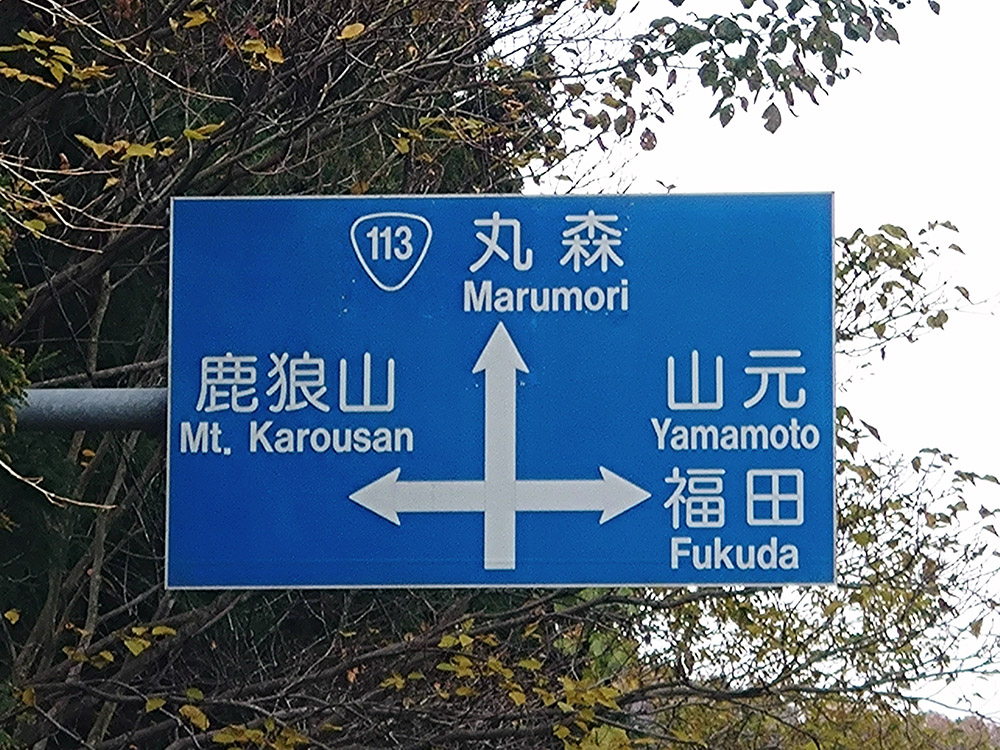 113 丸森
Marumori
鹿狼山
Mt. Karousan
山元
Yamamoto
福田
Fukuda